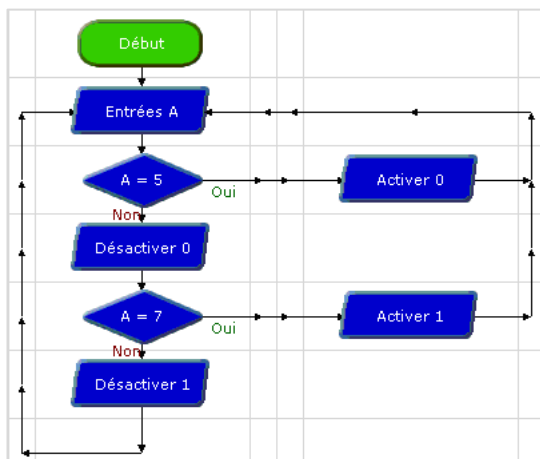 Début
Entrées A
A = 5
Oui
Activer 0
Non
Désactiver 0
A = 7
Oui
Activer 1
Non
Désactiver 1